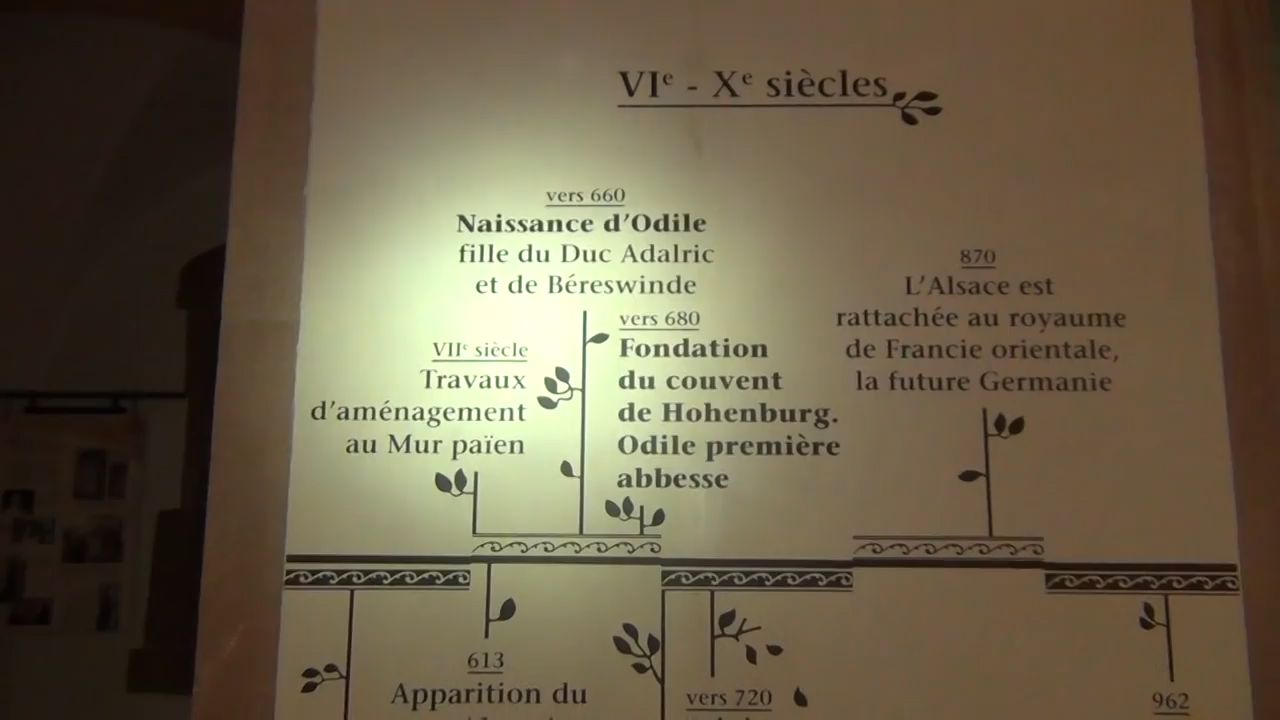 VIe - Xe siècles
vers 660
Naissance d'Odile
fille du Duc Adalric
et de Béreswinde
VIIe siècle
Travaux
d'aménagement
au Mur païen
vers 680
Fondation
du couvent
de Hohenburg.
Odile première
abbesse
870
L'Alsace est
rattachée au royaume
de Francie orientale,
la future Germanie
613
Apparition du
vers 720
962